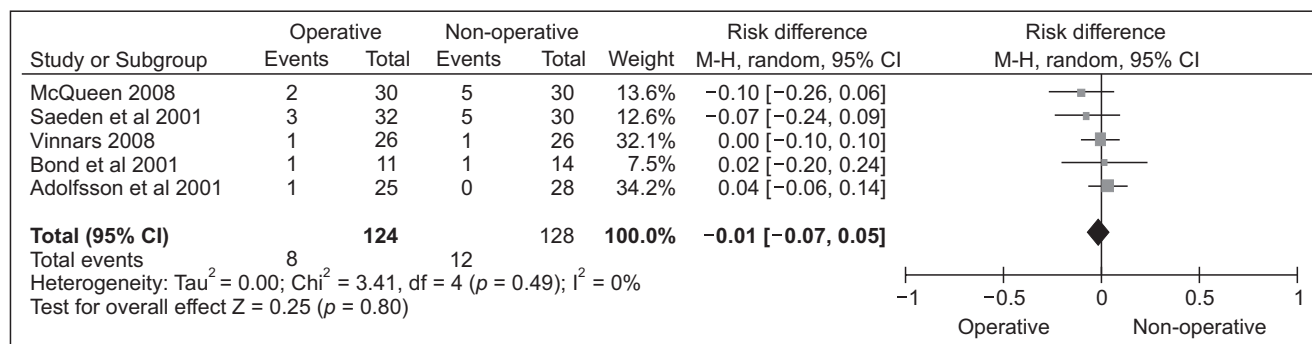 Operative Non-operative Risk difference Risk difference
Study or Subgroup Events Total Events Total Weight M-H, random, 95% CI M-H, random, 95% CI
McQueen 2008 2 30 5 30 13.6% −0.10 [−0.26, 0.06]
Saeden et al 2001 3 32 5 30 12.6% −0.07 [−0.24, 0.09]
Vinnars 2008 1 26 1 26 32.1% 0.00 [−0.10, 0.10]
Bond et al 2001 1 11 1 14 7.5% 0.02 [−0.20, 0.24]
Adolfsson et al 2001 1 25 0 28 34.2% 0.04 [−0.06, 0.14]
Total (95% CI) 124 128 100.0% −0.01 [−0.07, 0.05]
Total events 8 12
Heterogeneity: Tau² = 0.00; Chi² = 3.41, df = 4 (p = 0.49); I² = 0%
Test for overall effect Z = 0.25 (p = 0.80)
−1 −0.5 0 0.5 1
Operative Non-operative